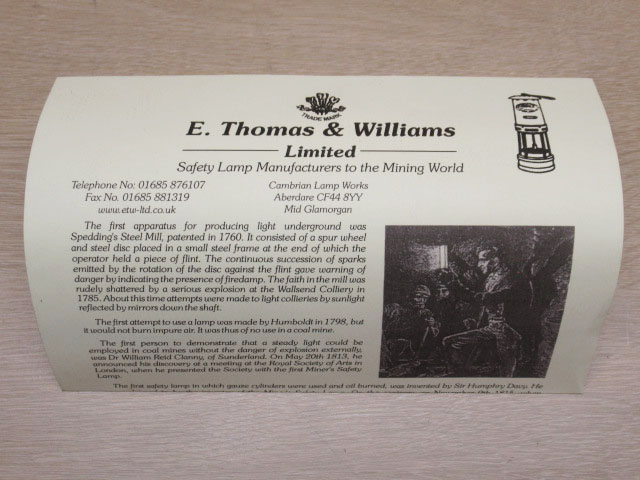 TRADE MARK
E. Thomas & Williams
Limited
Safety Lamp Manufacturers to the Mining World
Telephone No: 01685 876107
Fax No. 01685 881319
www.etw-ltd.co.uk
Cambrian Lamp Works
Aberdare CF44 8YY
Mid Glamorgan
The first apparatus for producing light underground was
Spedding's Steel Mill, patented in 1760. It consisted of a spur wheel
and steel disc placed in a small steel frame at the end of which the
operator held a piece of flint. The continuous succession of sparks
emitted by the rotation of the disc against the flint gave warning of
danger by indicating the presence of firedamp. The faith in the mill was
rudely shattered by a serious explosion at the Wallsend Colliery in
1785. About this time attempts were made to light collieries by sunlight
reflected by mirrors down the shaft.
The first attempt to use a lamp was made by Humboldt in 1798, but
it would not burn impure air. It was thus of no use in a coal mine.
The first person to demonstrate that a steady light could be
employed in coal mines without the danger of explosion externally,
was Dr William Reid Clanny, of Sunderland. On May 20th 1813, he
announced his discovery at a meeting at the Royal Society of Arts in
London, when he presented the Society with the first Miner's Safety
Lamp.
The first safety lamp in which gauze cylinders were used and oil burned, was invented by Sir Humphey Davy. He